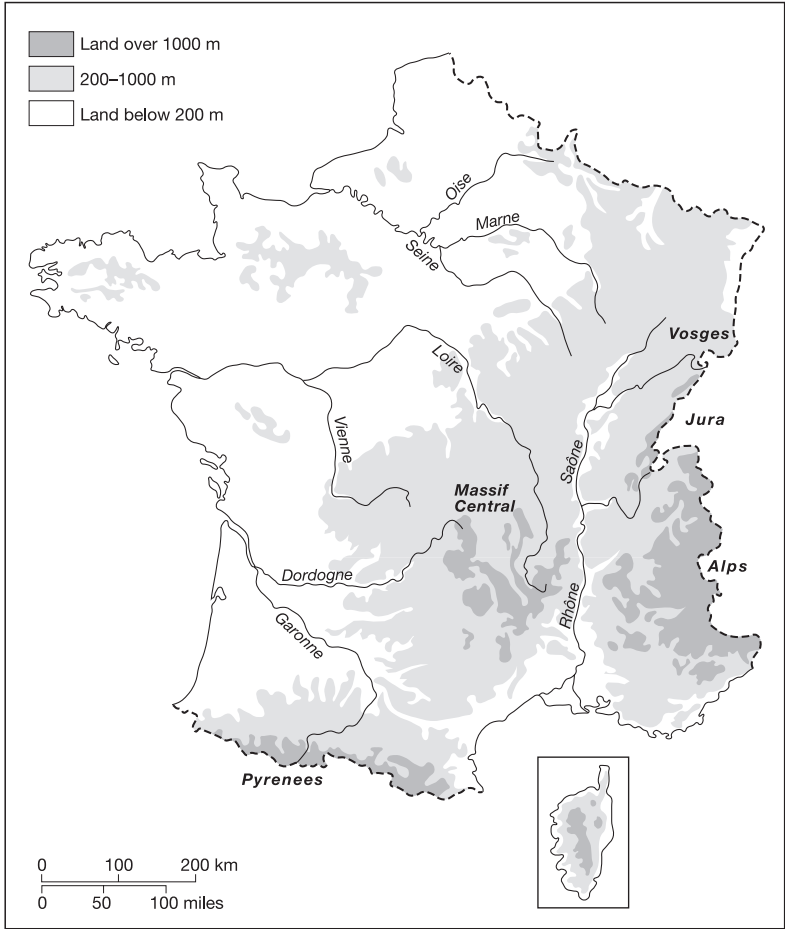 Land over 1000 m
200–1000 m
Land below 200 m
Oise
Marne
Seine
Vosges
Loire
Jura
Vienne
Saône
Massif
Central
Alps
Dordogne
Rhône
Garonne
Pyrenees
0 100 200 km
0 50 100 miles